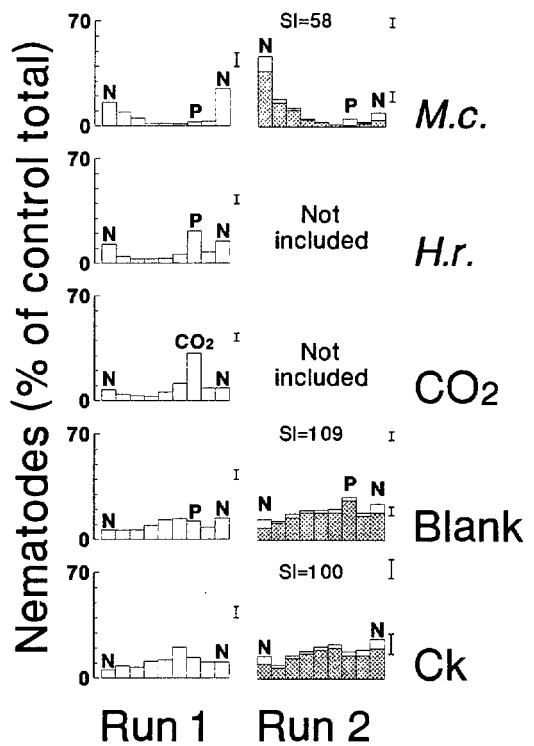 Nematodes (% of control total)
70
0
N
P
N
SI=58
N
P
N
M.c.
70
0
N
P
N
Not
included
H.r.
70
0
N
CO2
N
Not
included
CO2
70
0
N
P
N
SI=109
N
P
N
Blank
70
0
N
N
SI=100
N
N
Ck
Run 1
Run 2